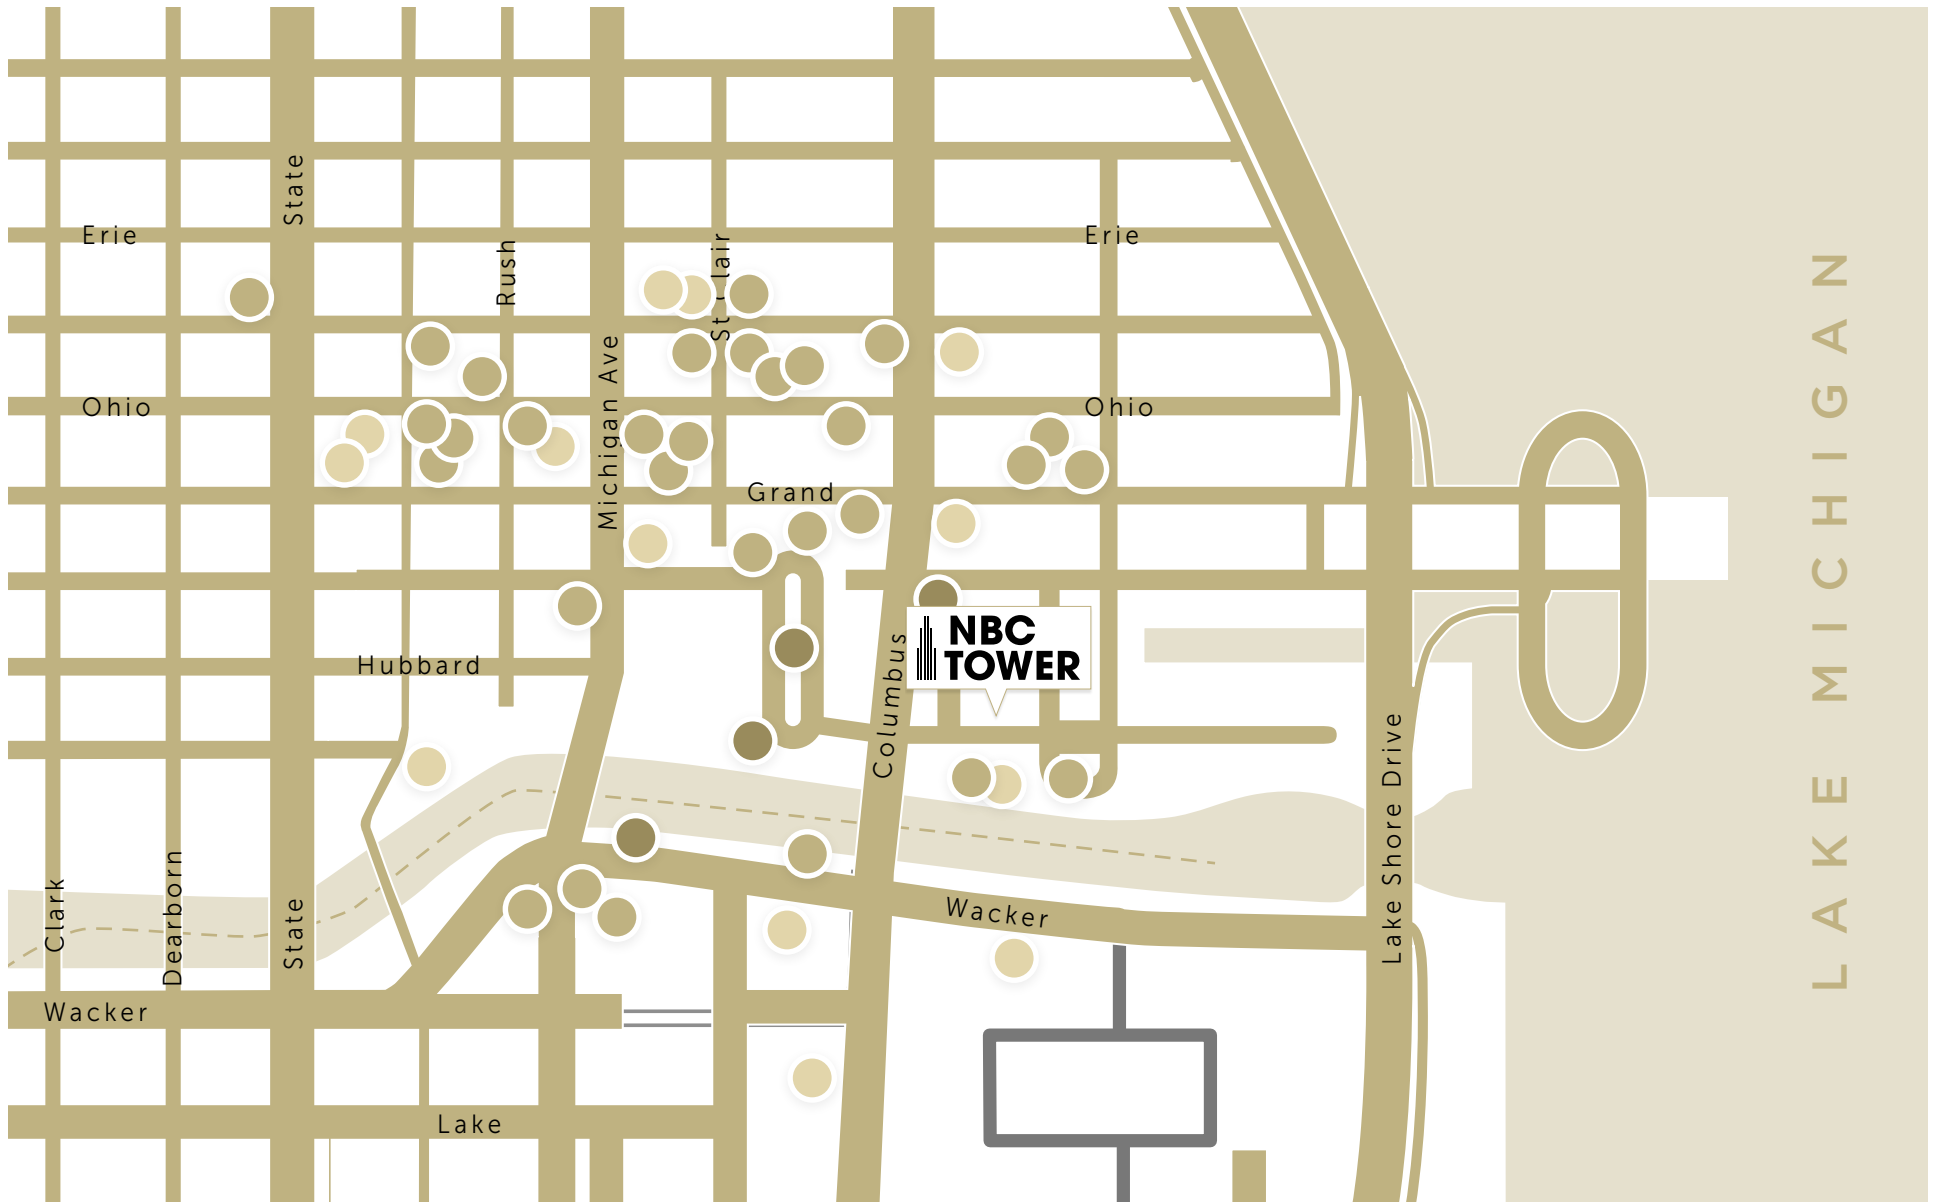 State
Erie
Rush
Erie
Michigan Ave
Ohio
Ohio
Grand
NBC
TOWER
Hubbard
Columbus
Lake Shore Drive
LAKE MICHIGAN
Clark
Dearborn
State
Wacker
Wacker
Lake